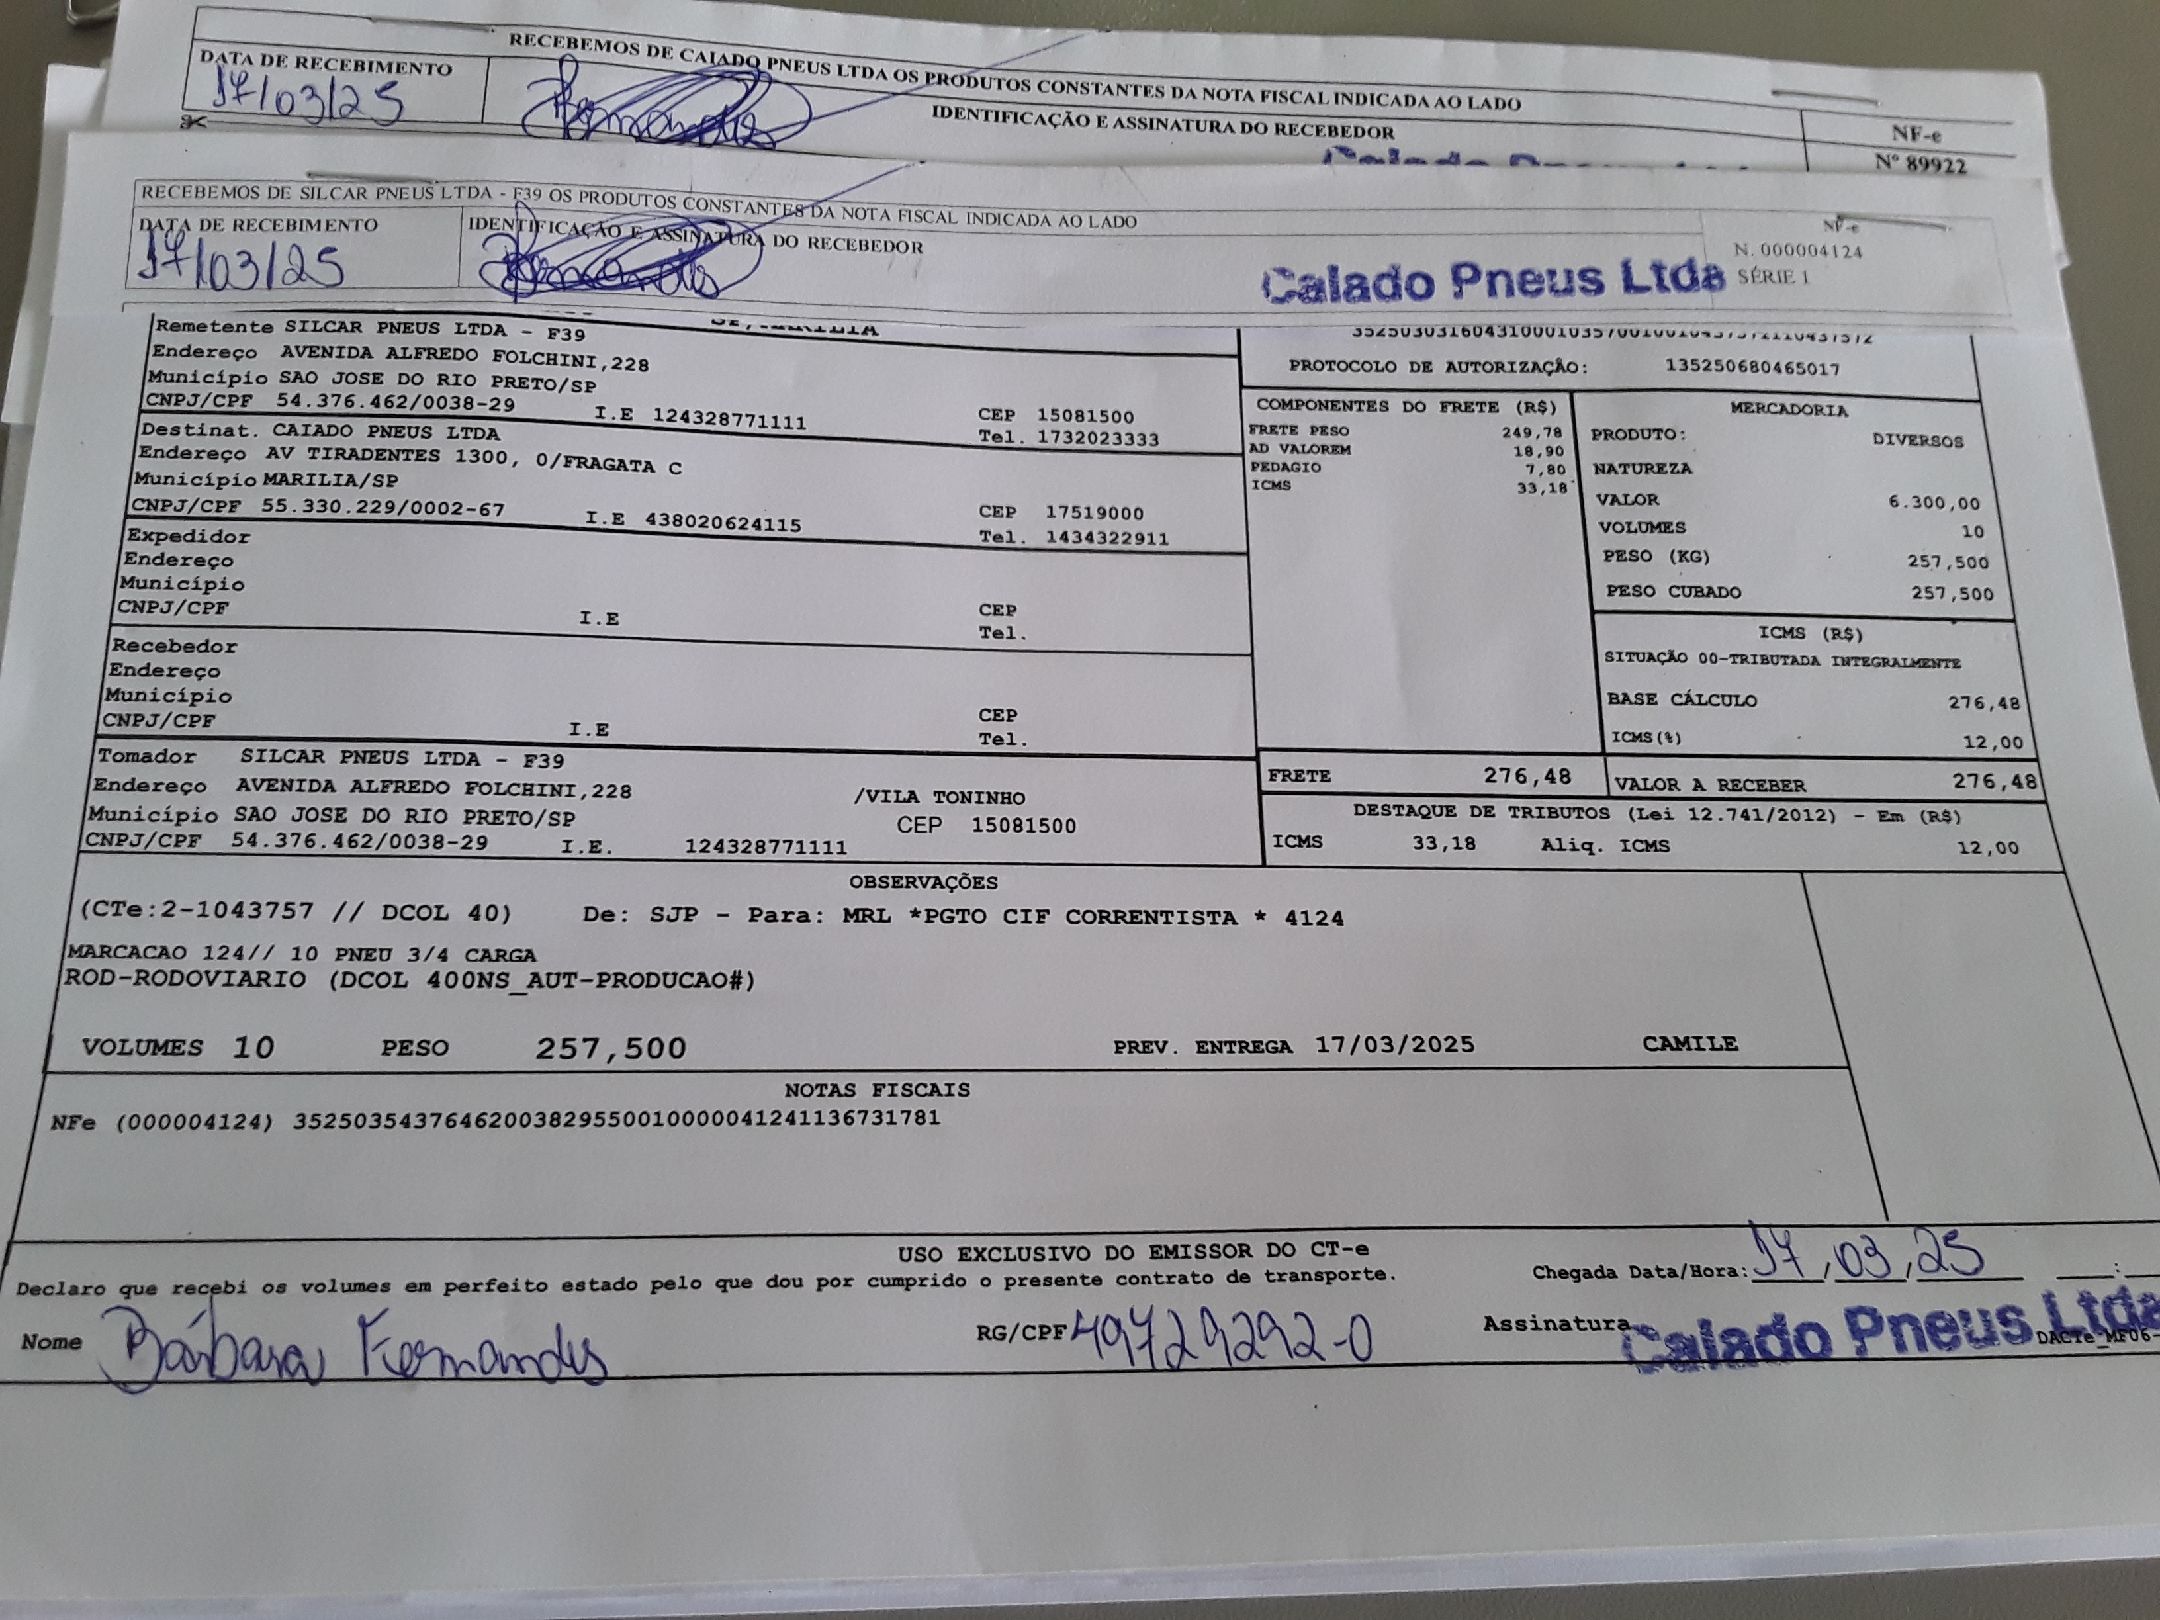 RECEBEMOS DE CAIADO PNEUS LTDA OS PRODUTOS CONSTANTES DA NOTA FISCAL INDICADA AO LADO
DATA DE RECEBIMENTO
17/03/25
IDENTIFICAÇÃO E ASSINATURA DO RECEBEDOR
NF-e
Nº 89922
RECEBEMOS DE SILCAR PNEUS LTDA - F39 OS PRODUTOS CONSTANTES DA NOTA FISCAL INDICADA AO LADO
DATA DE RECEBIMENTO
17/03/25
IDENTIFICAÇÃO E ASSINATURA DO RECEBEDOR
Caiado Pneus Ltda
NF-e
N. 000004124
SÉRIE 1
Remetente SILCAR PNEUS LTDA - F39
Endereço AVENIDA ALFREDO FOLCHINI,228
Município SAO JOSE DO RIO PRETO/SP
CNPJ/CPF 54.376.462/0038-29 I.E 124328771111
CEP 15081500
Tel. 1732023333
Destinat. CAIADO PNEUS LTDA
Endereço AV TIRADENTES 1300, 0/FRAGATA C
Município MARILIA/SP
CNPJ/CPF 55.330.229/0002-67 I.E 438020624115
CEP 17519000
Tel. 1434322911
Expedidor
Endereço
Município
CNPJ/CPF I.E
CEP
Tel.
Recebedor
Endereço
Município
CNPJ/CPF I.E
CEP
Tel.
Tomador SILCAR PNEUS LTDA - F39
Endereço AVENIDA ALFREDO FOLCHINI,228 /VILA TONINHO
Município SAO JOSE DO RIO PRETO/SP CEP 15081500
CNPJ/CPF 54.376.462/0038-29 I.E. 124328771111
PROTOCOLO DE AUTORIZAÇÃO: 135250680465017
COMPONENTES DO FRETE (R$)
FRETE PESO 249,78
AD VALOREM 18,90
PEDAGIO 7,80
ICMS 33,18
MERCADORIA
PRODUTO: DIVERSOS
NATUREZA
VALOR 6.300,00
VOLUMES 10
PESO (KG) 257,500
PESO CUBADO 257,500
ICMS (R$)
SITUAÇÃO 00-TRIBUTADA INTEGRALMENTE
BASE CÁLCULO 276,48
ICMS(%) 12,00
FRETE 276,48 VALOR A RECEBER 276,48
DESTAQUE DE TRIBUTOS (Lei 12.741/2012) - Em (R$)
ICMS 33,18 Aliq. ICMS 12,00
OBSERVAÇÕES
(CTe:2-1043757 // DCOL 40) De: SJP - Para: MRL *PGTO CIF CORRENTISTA * 4124
MARCACAO 124// 10 PNEU 3/4 CARGA
ROD-RODOVIARIO (DCOL 400NS_AUT-PRODUCAO#)
VOLUMES 10 PESO 257,500 PREV. ENTREGA 17/03/2025 CAMILE
NOTAS FISCAIS
NFe (000004124) 35250354376462003829550010000041241136731781
USO EXCLUSIVO DO EMISSOR DO CT-e
Declaro que recebi os volumes em perfeito estado pelo que dou por cumprido o presente contrato de transporte.
Chegada Data/Hora: 17,03,25 :
Nome Bárbara Fernandes RG/CPF 49729292-0 Assinatura Caiado Pneus Ltda
DACTe_MF06-